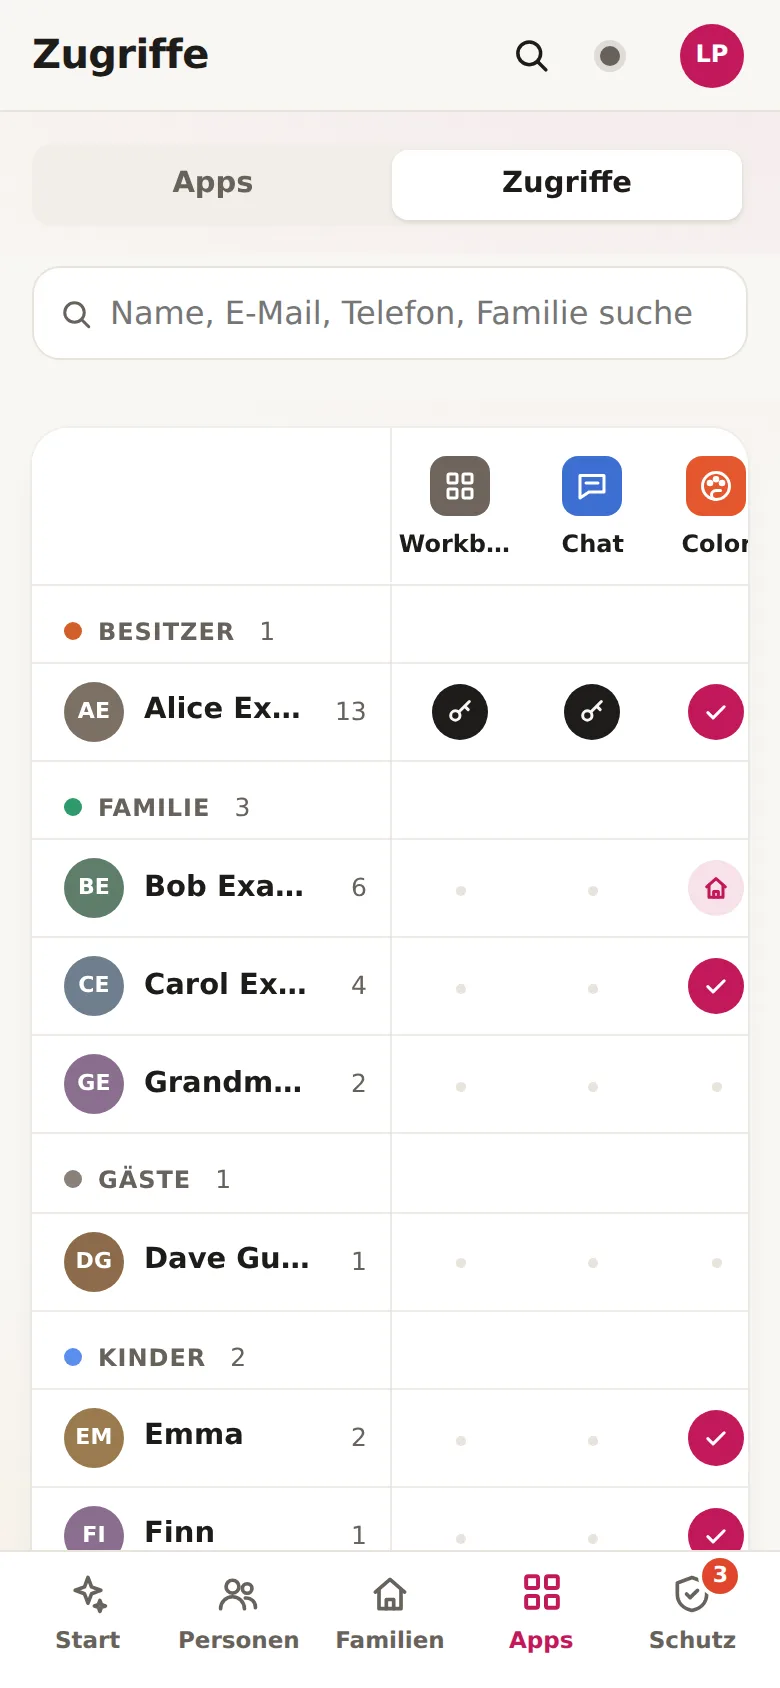 Zugriffe
LP
Apps
Zugriffe
Name, E-Mail, Telefon, Familie suche
Workb...
Chat
Color
BESITZER 1
AE Alice Ex... 13
FAMILIE 3
BE Bob Exa... 6
CE Carol Ex... 4
GE Grandm... 2
GÄSTE 1
DG Dave Gu... 1
KINDER 2
EM Emma 2
FI Finn 1
3
Start
Personen
Familien
Apps
Schutz